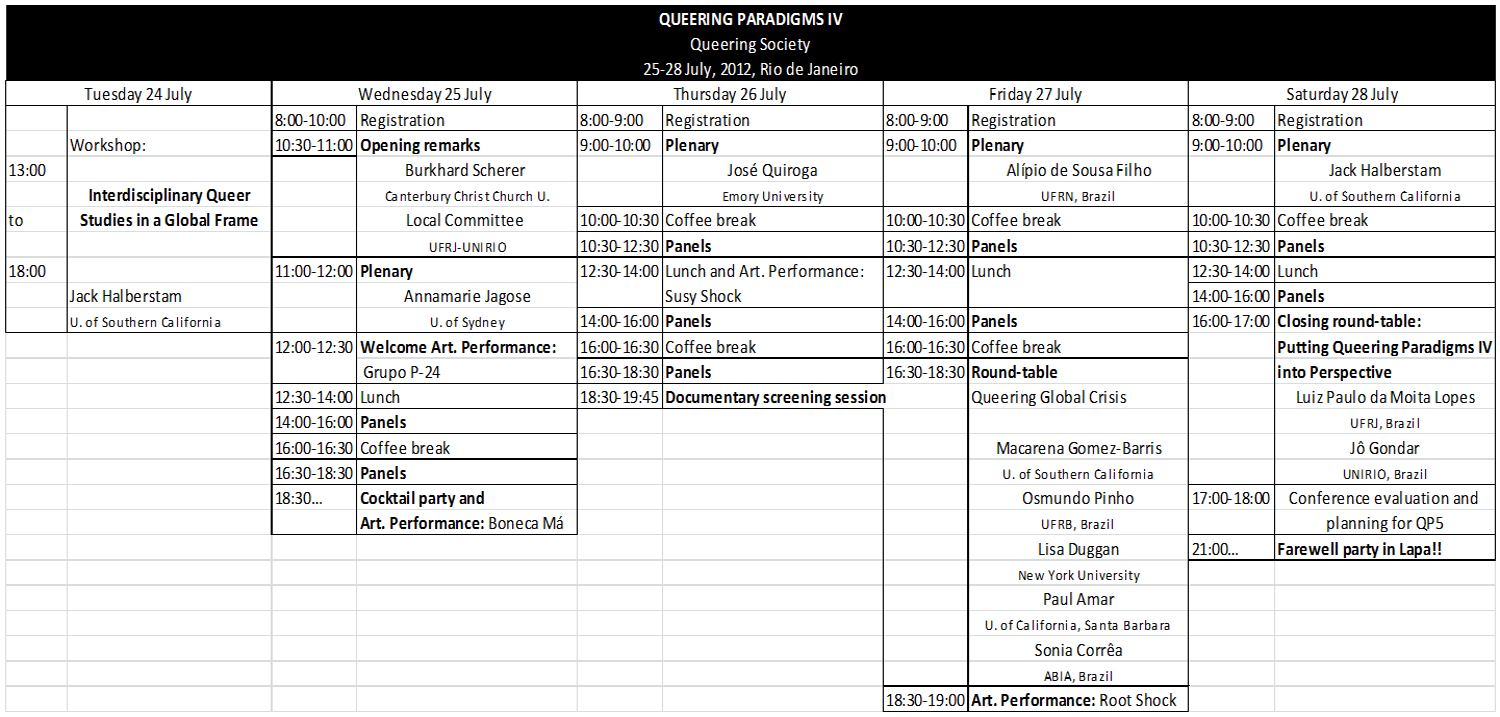 QUEERING PARADIGMS IV
Queering Society
25-28 July, 2012, Rio de Janeiro
Tuesday 24 July
Workshop:
13:00
Interdisciplinary Queer
to Studies in a Global Frame
18:00
Jack Halberstam
U. of Southern California
Wednesday 25 July
8:00-10:00 Registration
10:30-11:00 Opening remarks
Burkhard Scherer
Canterbury Christ Church U.
Local Committee
UFRJ-UNIRIO
11:00-12:00 Plenary
Annamarie Jagose
U. of Sydney
12:00-12:30 Welcome Art. Performance:
Grupo P-24
12:30-14:00 Lunch
14:00-16:00 Panels
16:00-16:30 Coffee break
16:30-18:30 Panels
18:30... Cocktail party and
Art. Performance: Boneca Má
Thursday 26 July
8:00-9:00 Registration
9:00-10:00 Plenary
José Quiroga
Emory University
10:00-10:30 Coffee break
10:30-12:30 Panels
12:30-14:00 Lunch and Art. Performance:
Susy Shock
14:00-16:00 Panels
16:00-16:30 Coffee break
16:30-18:30 Panels
18:30-19:45 Documentary screening session
Friday 27 July
8:00-9:00 Registration
9:00-10:00 Plenary
Alípio de Sousa Filho
UFRN, Brazil
10:00-10:30 Coffee break
10:30-12:30 Panels
12:30-14:00 Lunch
14:00-16:00 Panels
16:00-16:30 Coffee break
16:30-18:30 Round-table
Queering Global Crisis
Macarena Gomez-Barris
U. of Southern California
Osmundo Pinho
UFRB, Brazil
Lisa Duggan
New York University
Paul Amar
U. of California, Santa Barbara
Sonia Corrêa
ABIA, Brazil
18:30-19:00 Art. Performance: Root Shock
Saturday 28 July
8:00-9:00 Registration
9:00-10:00 Plenary
Jack Halberstam
U. of Southern California
10:00-10:30 Coffee break
10:30-12:30 Panels
12:30-14:00 Lunch
14:00-16:00 Panels
16:00-17:00 Closing round-table:
Putting Queering Paradigms IV
into Perspective
Luiz Paulo da Moita Lopes
UFRJ, Brazil
Jô Gondar
UNIRIO, Brazil
17:00-18:00 Conference evaluation and
planning for QP5
21:00... Farewell party in Lapa!!